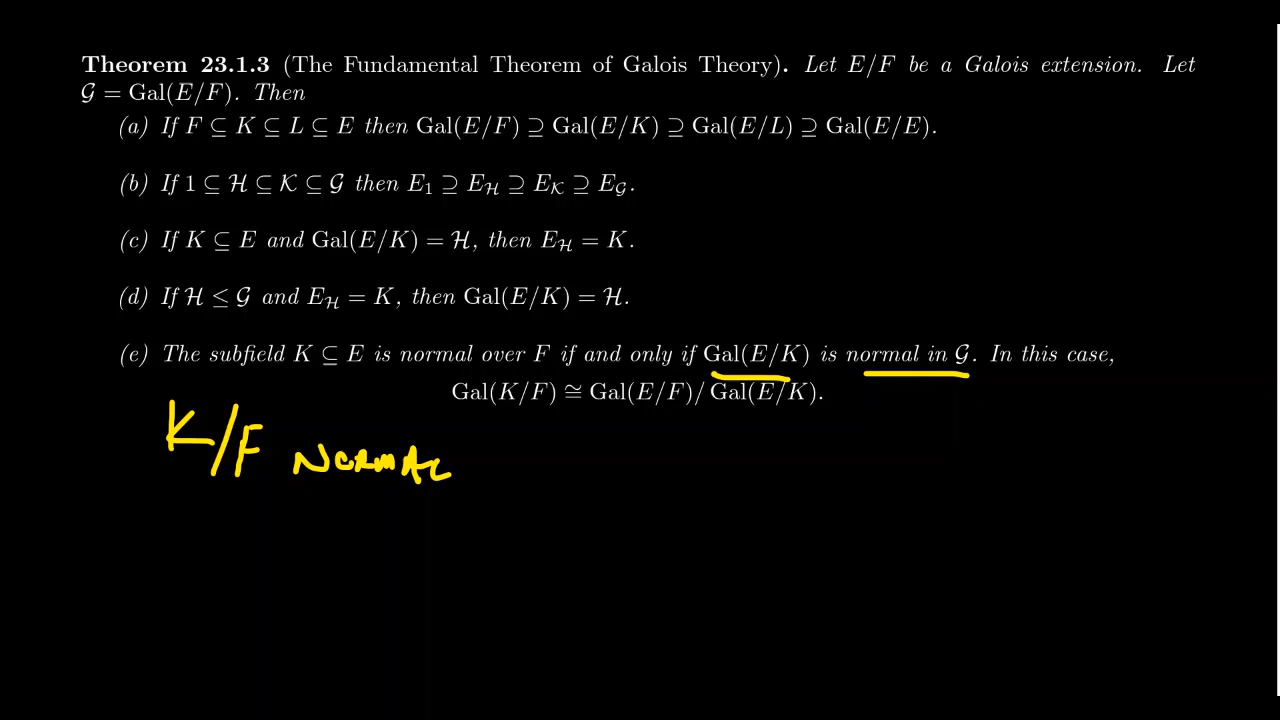 Theorem 23.1.3 (The Fundamental Theorem of Galois Theory). Let E/F be a Galois extension. Let
𝒢 = Gal(E/F). Then
(a) If F ⊆ K ⊆ L ⊆ E then Gal(E/F) ⊇ Gal(E/K) ⊇ Gal(E/L) ⊇ Gal(E/E).
(b) If 1 ⊆ ℋ ⊆ 𝒦 ⊆ 𝒢 then E₁ ⊇ E_ℋ ⊇ E_𝒦 ⊇ E_𝒢.
(c) If K ⊆ E and Gal(E/K) = ℋ, then E_ℋ = K.
(d) If ℋ ≤ 𝒢 and E_ℋ = K, then Gal(E/K) = ℋ.
(e) The subfield K ⊆ E is normal over F if and only if Gal(E/K) is normal in 𝒢. In this case,
Gal(K/F) ≅ Gal(E/F)/ Gal(E/K).
K/F NORMAL